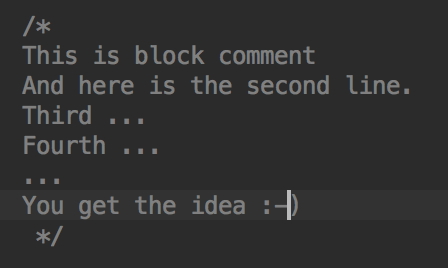 /*
This is block comment
And here is the second line.
Third ...
Fourth ...
...
You get the idea :-)
*/